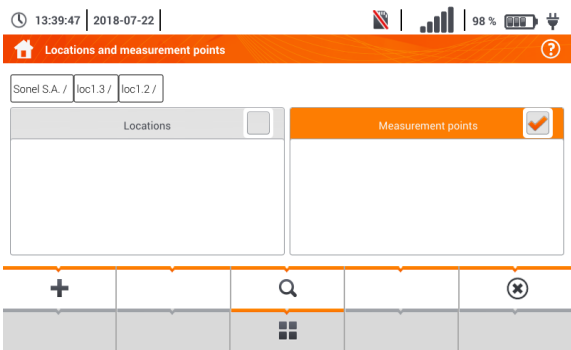 13:39:47 2018-07-22 98 %
Locations and measurement points ?
Sonel S.A. / loc1.3 / loc1.2 /
Locations Measurement points